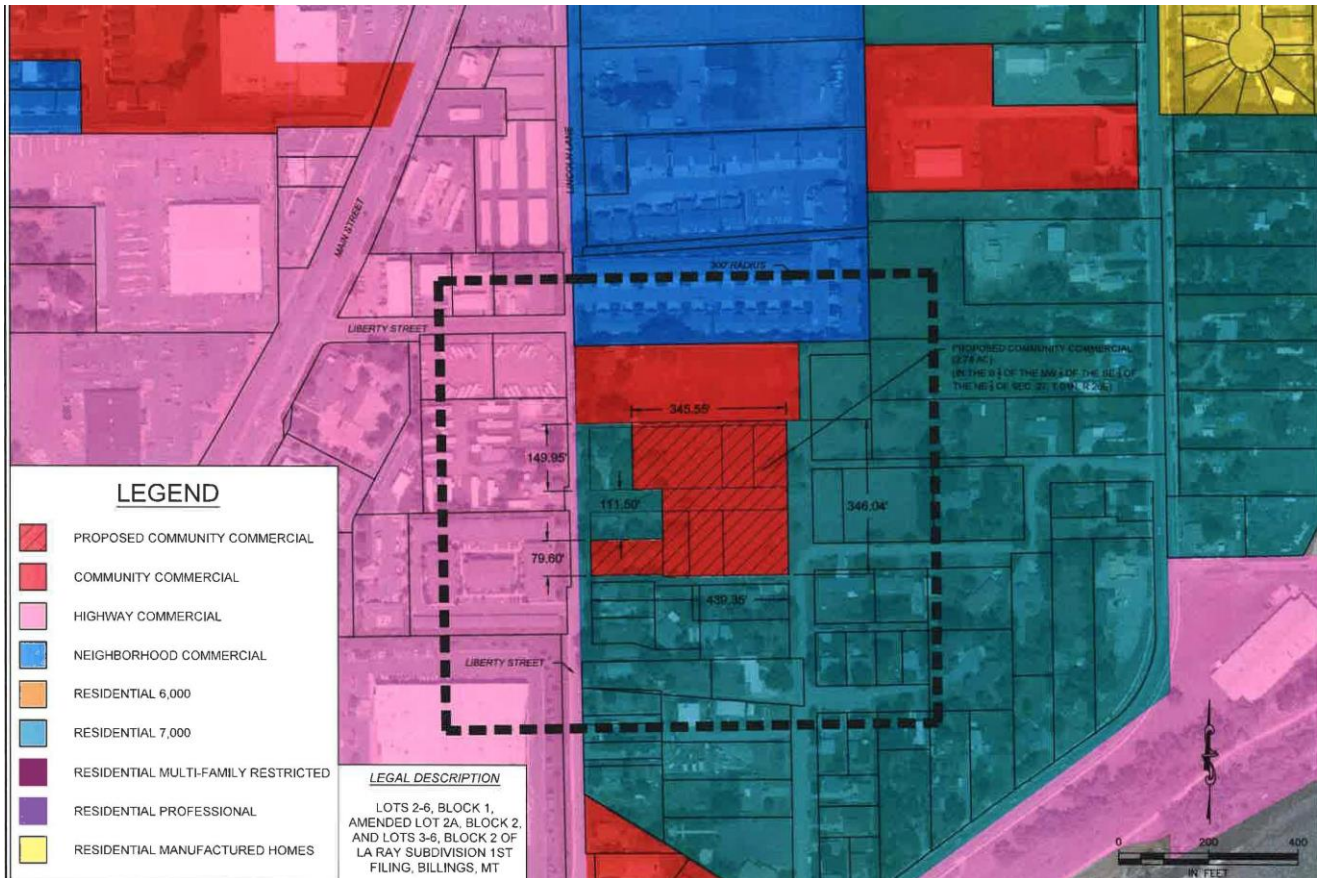 MAIN STREET
LINCOLN LANE
300' RADIUS
LIBERTY STREET
PROPOSED COMMUNITY COMMERCIAL
(2.78 AC)
345.55'
149.95'
111.50'
346.04'
79.60'
439.35'
LIBERTY STREET
LEGEND
PROPOSED COMMUNITY COMMERCIAL
COMMUNITY COMMERCIAL
HIGHWAY COMMERCIAL
NEIGHBORHOOD COMMERCIAL
RESIDENTIAL 6,000
RESIDENTIAL 7,000
RESIDENTIAL MULTI-FAMILY RESTRICTED
RESIDENTIAL PROFESSIONAL
RESIDENTIAL MANUFACTURED HOMES
LEGAL DESCRIPTION
LOTS 2-6, BLOCK 1,
AMENDED LOT 2A, BLOCK 2,
AND LOTS 3-6, BLOCK 2 OF
LA RAY SUBDIVISION 1ST
FILING, BILLINGS, MT
0 200 400
IN FEET